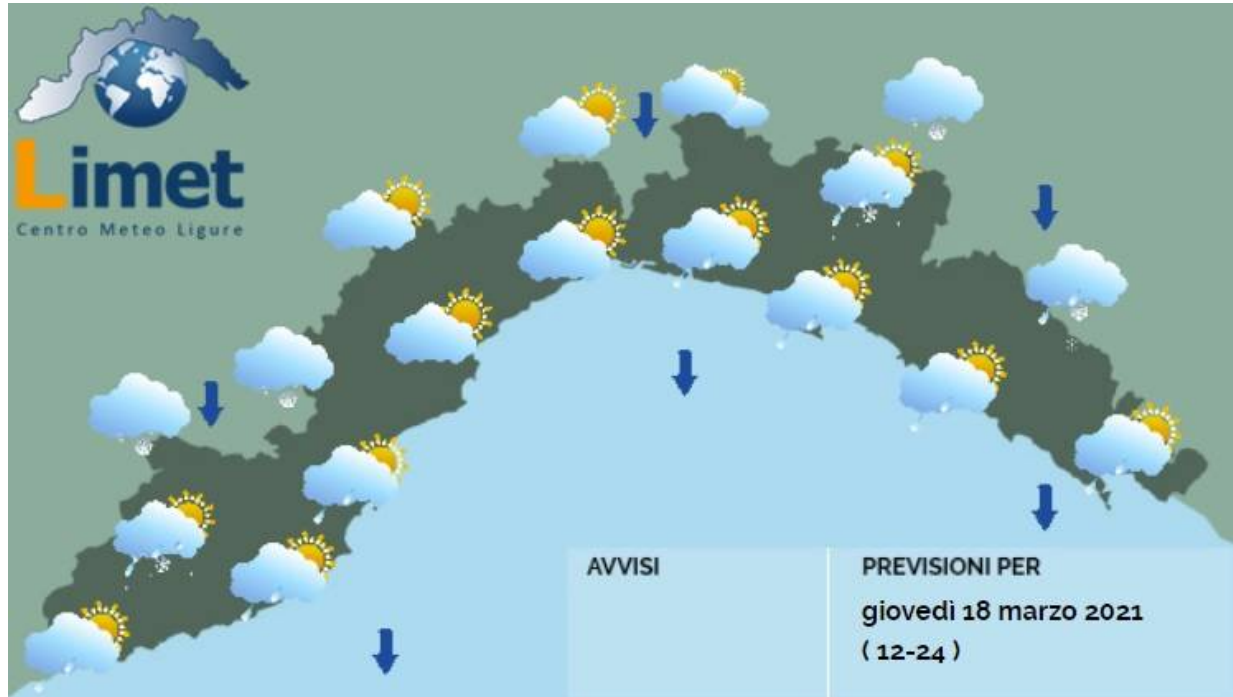 Limet
Centro Meteo Ligure
AVVISI
PREVISIONI PER
giovedì 18 marzo 2021
( 12-24 )